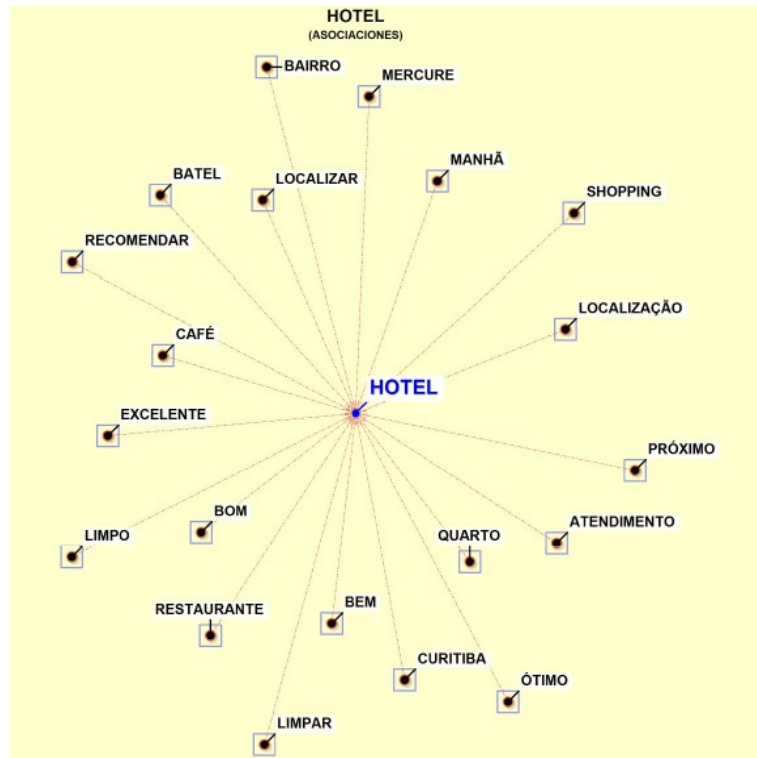 HOTEL
(ASOCIACIONES)
BAIRRO
MERCURE
MANHÃ
BATEL
LOCALIZAR
SHOPPING
RECOMENDAR
LOCALIZAÇÃO
CAFÉ
HOTEL
EXCELENTE
PRÓXIMO
BOM
ATENDIMENTO
LIMPO
QUARTO
RESTAURANTE
BEM
CURITIBA
ÓTIMO
LIMPAR